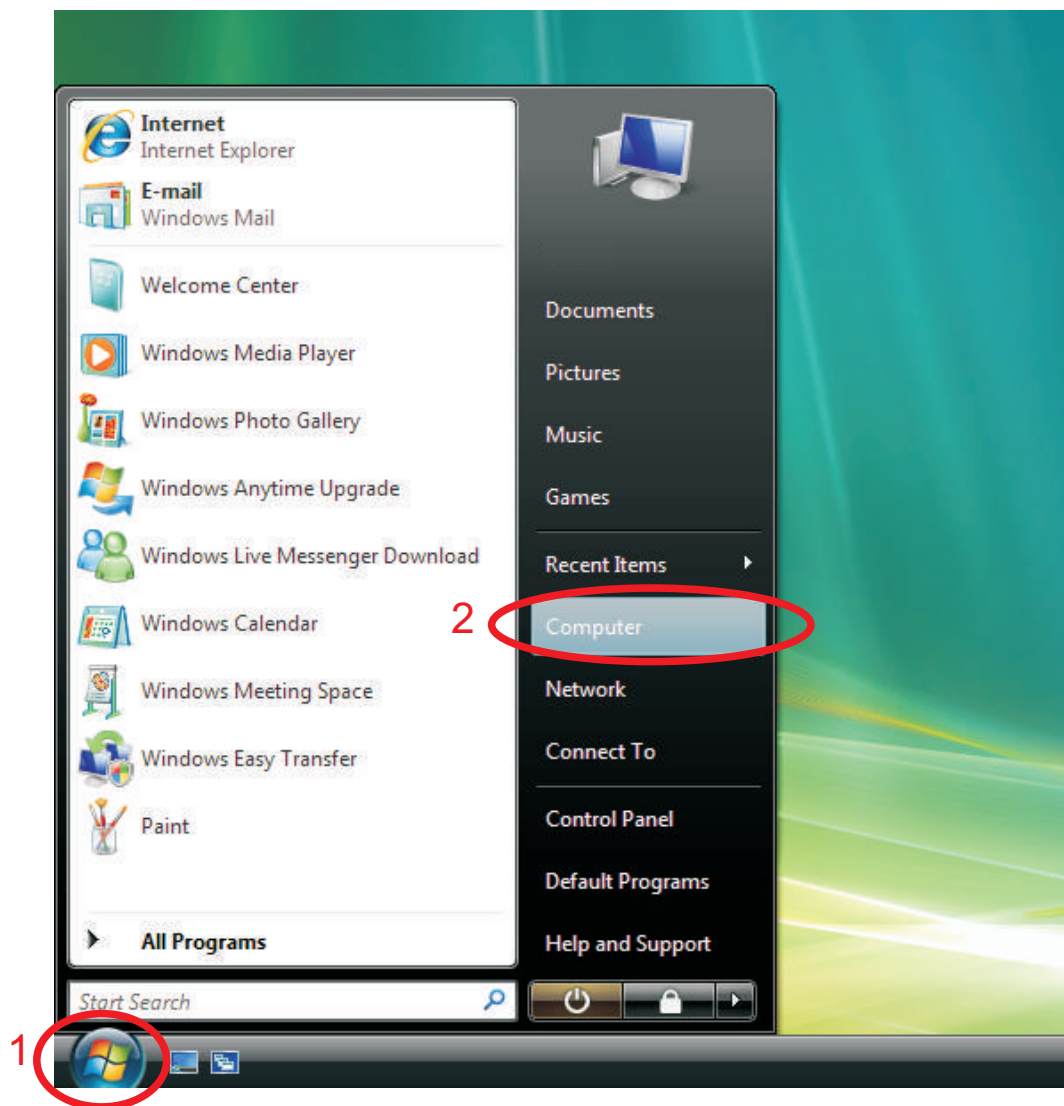 Internet
Internet Explorer
E-mail
Windows Mail
Welcome Center
Windows Media Player
Windows Photo Gallery
Windows Anytime Upgrade
Windows Live Messenger Download
Windows Calendar
Windows Meeting Space
Windows Easy Transfer
Paint
All Programs
Start Search
Documents
Pictures
Music
Games
Recent Items
2
Computer
Network
Connect To
Control Panel
Default Programs
Help and Support
1